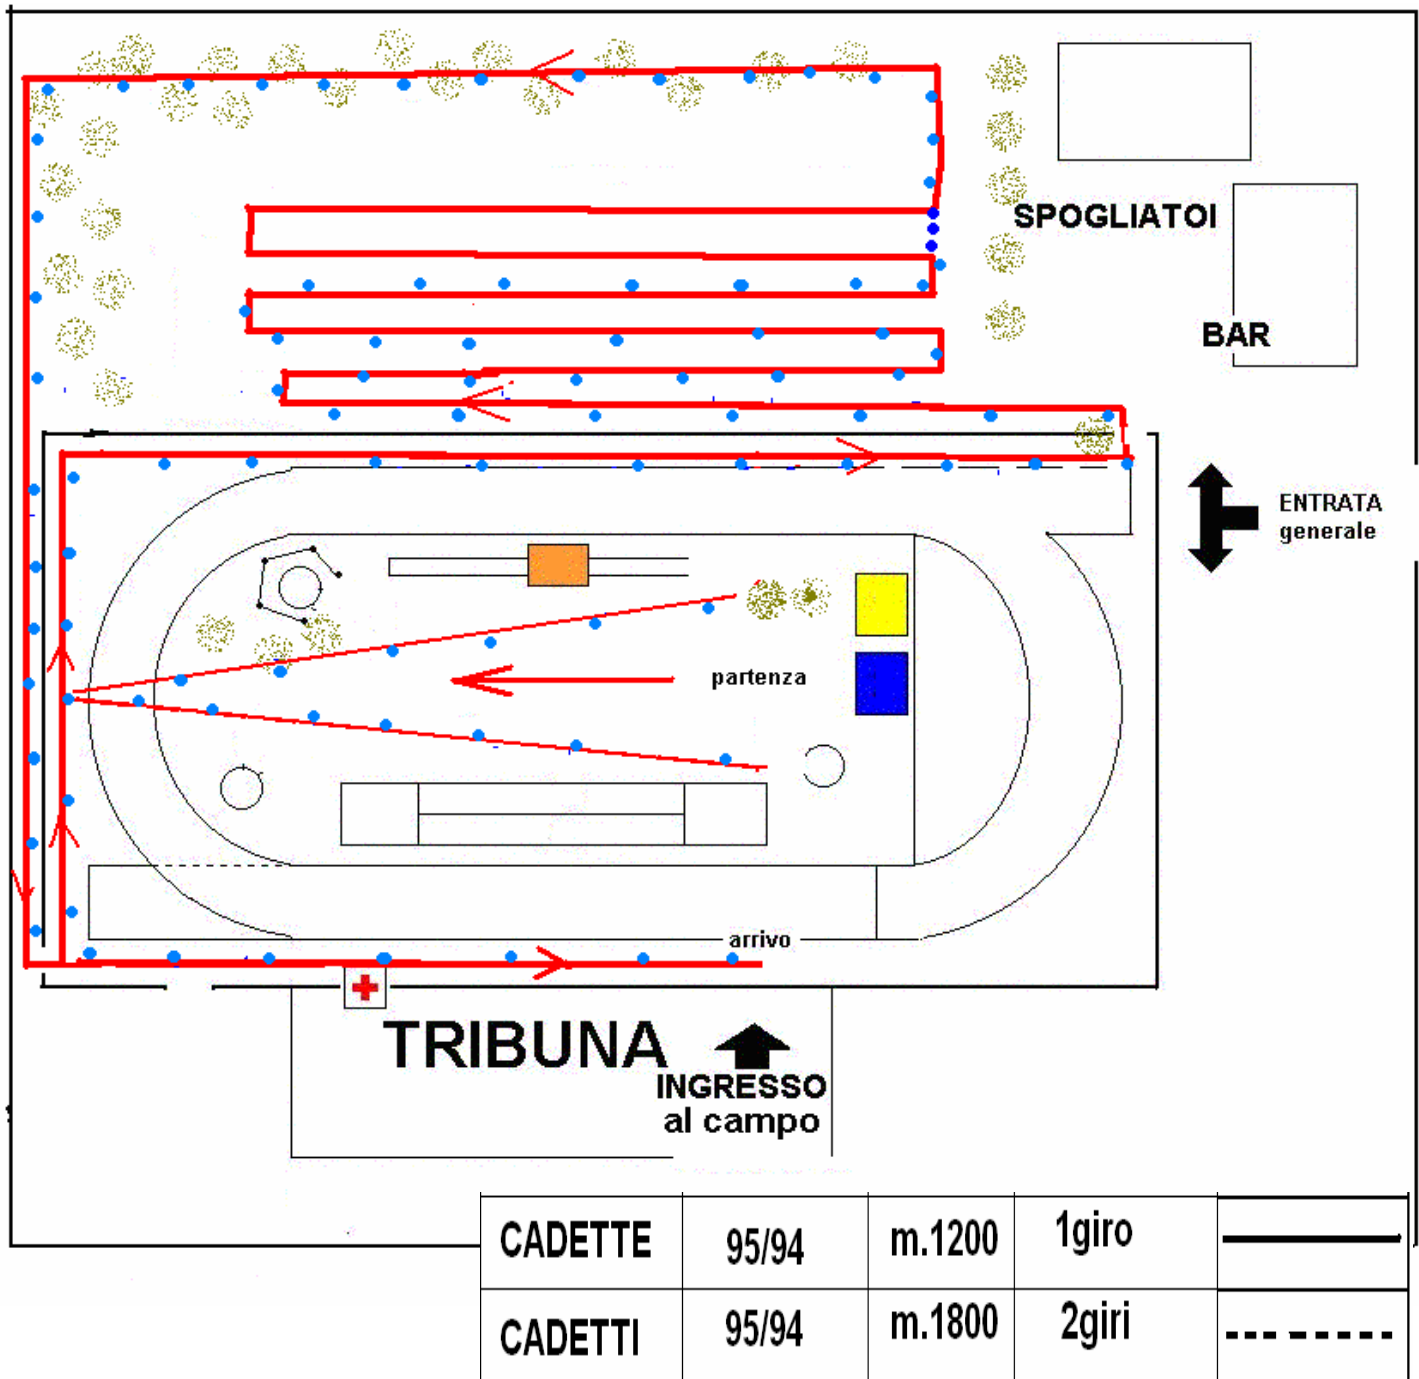 SPOGLIATOI
BAR
ENTRATA
generale
partenza
arrivo
TRIBUNA
INGRESSO
al campo
CADETTE 95/94 m.1200 1giro
CADETTI 95/94 m.1800 2giri